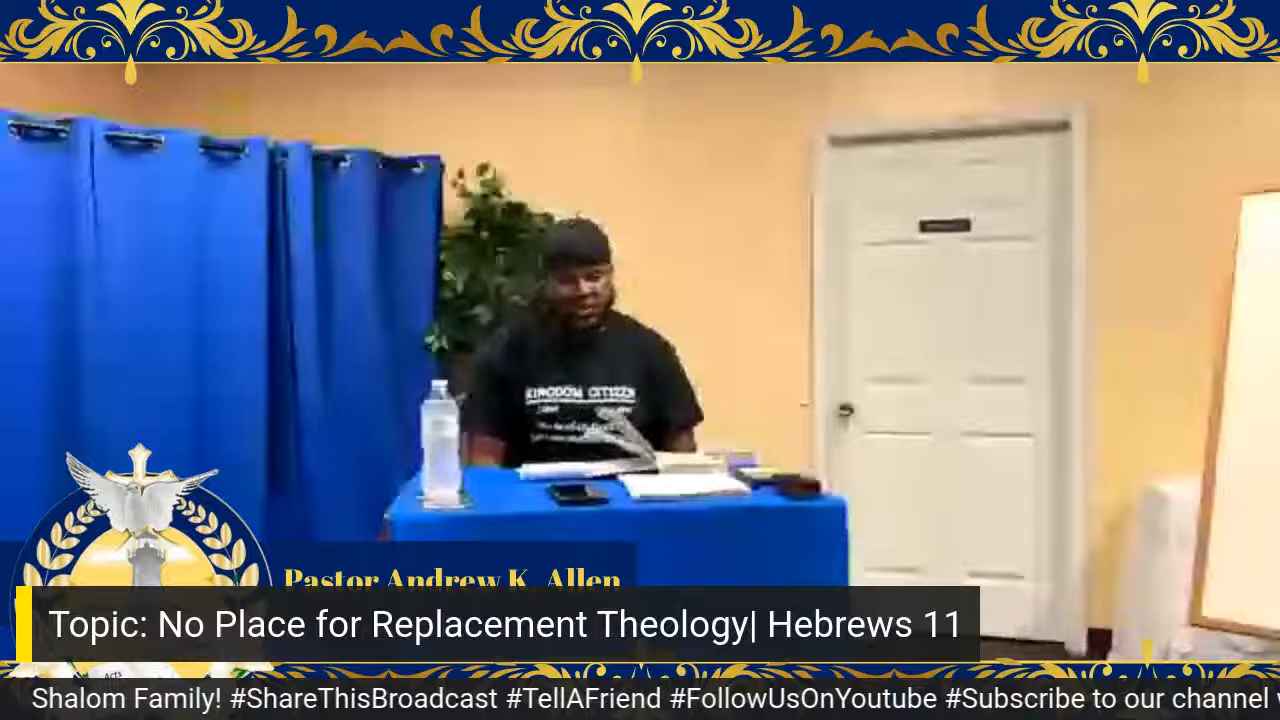 KINGDOM CITIZEN
Pastor Andrew K. Allen
Topic: No Place for Replacement Theology| Hebrews 11
Acts
Shalom Family! #ShareThisBroadcast #TellAFriend #FollowUsOnYoutube #Subscribe to our channel